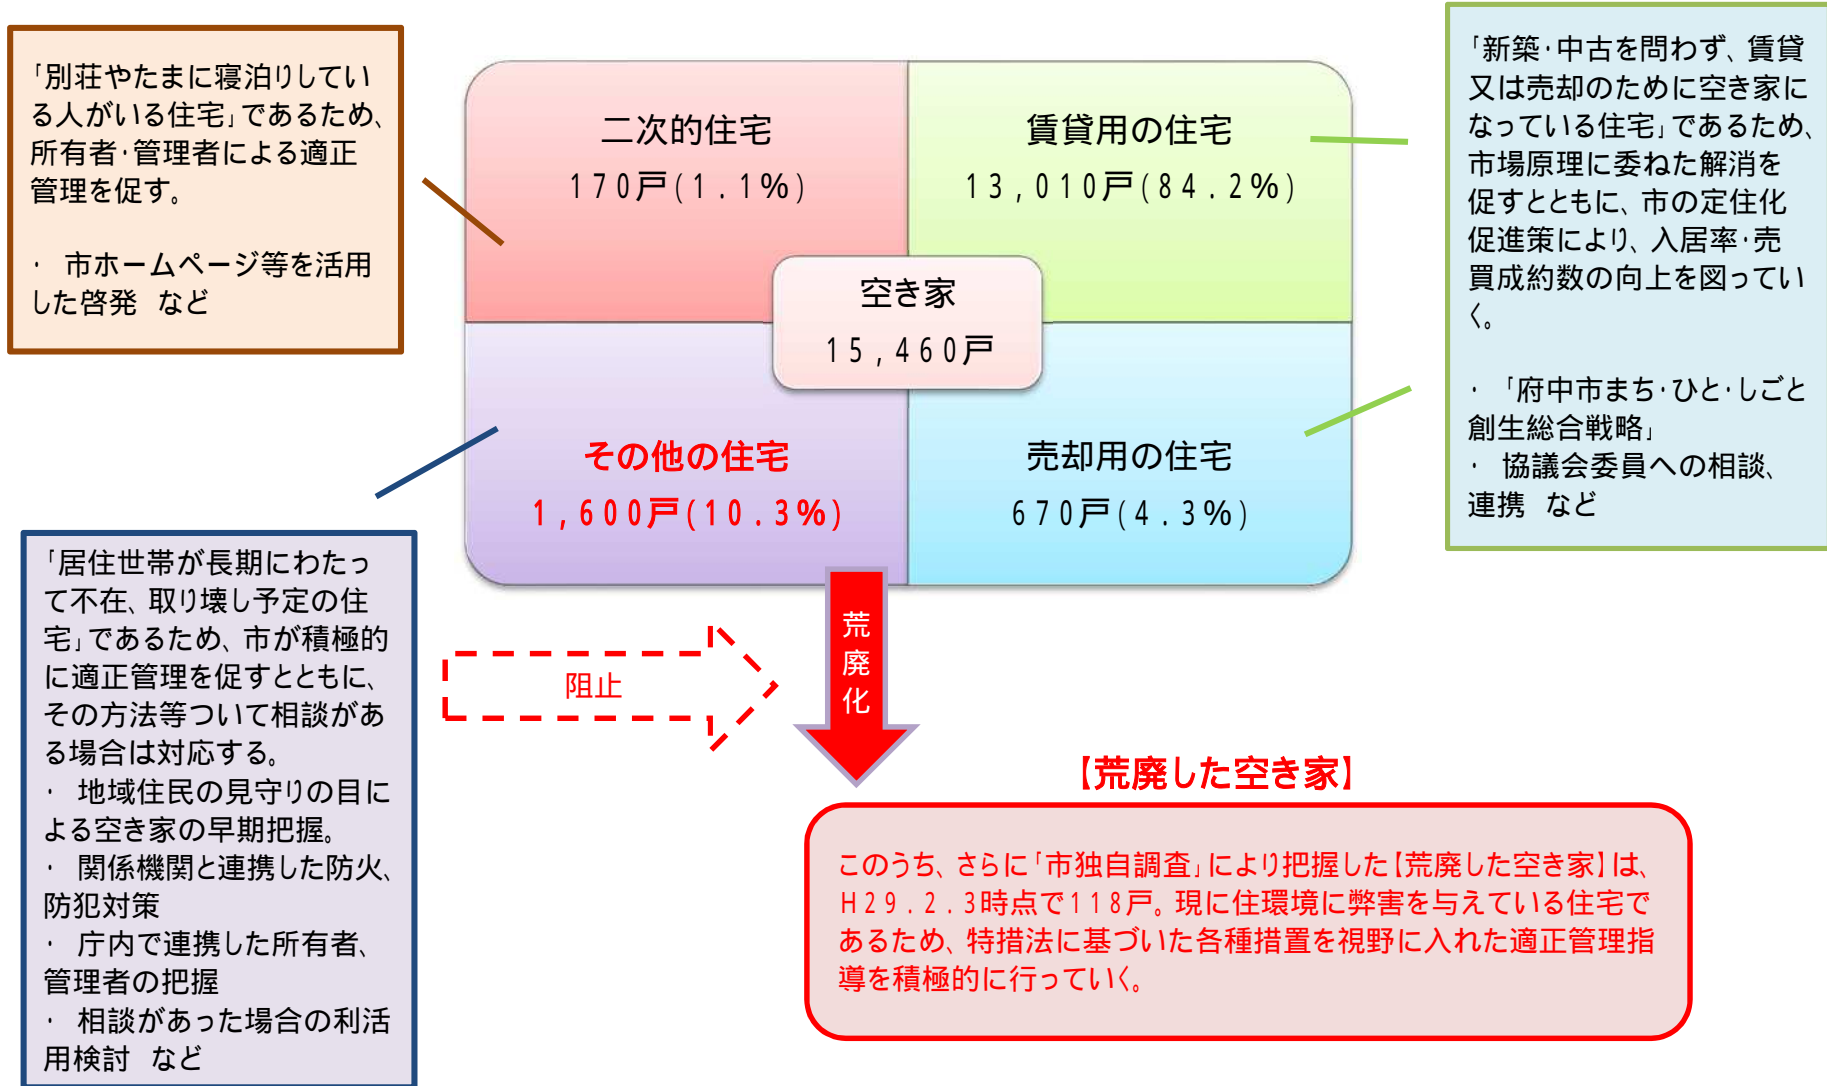 「別荘やたまに寝泊りしてい
る人がいる住宅」であるため、
所有者・管理者による適正
管理を促す。
・ 市ホームページ等を活用
した啓発 など
二次的住宅
170戸(1.1%)
賃貸用の住宅
13,010戸(84.2%)
空き家
15,460戸
その他の住宅
1,600戸(10.3%)
売却用の住宅
670戸(4.3%)
「新築・中古を問わず、賃貸
又は売却のために空き家に
なっている住宅」であるため、
市場原理に委ねた解消を
促すとともに、市の定住化
促進策により、入居率・売
買成約数の向上を図ってい
く。
・ 「府中市まち・ひと・しごと
創生総合戦略」
・ 協議会委員への相談、
連携 など
「居住世帯が長期にわたっ
て不在、取り壊し予定の住
宅」であるため、市が積極的
に適正管理を促すとともに、
その方法等ついて相談があ
る場合は対応する。
・ 地域住民の見守りの目に
よる空き家の早期把握。
・ 関係機関と連携した防火、
防犯対策
・ 庁内で連携した所有者、
管理者の把握
・ 相談があった場合の利活
用検討 など
阻止
荒廃化
【荒廃した空き家】
このうち、さらに「市独自調査」により把握した【荒廃した空き家】は、
H29.2.3時点で118戸。現に住環境に弊害を与えている住宅で
あるため、特措法に基づいた各種措置を視野に入れた適正管理指
導を積極的に行っていく。